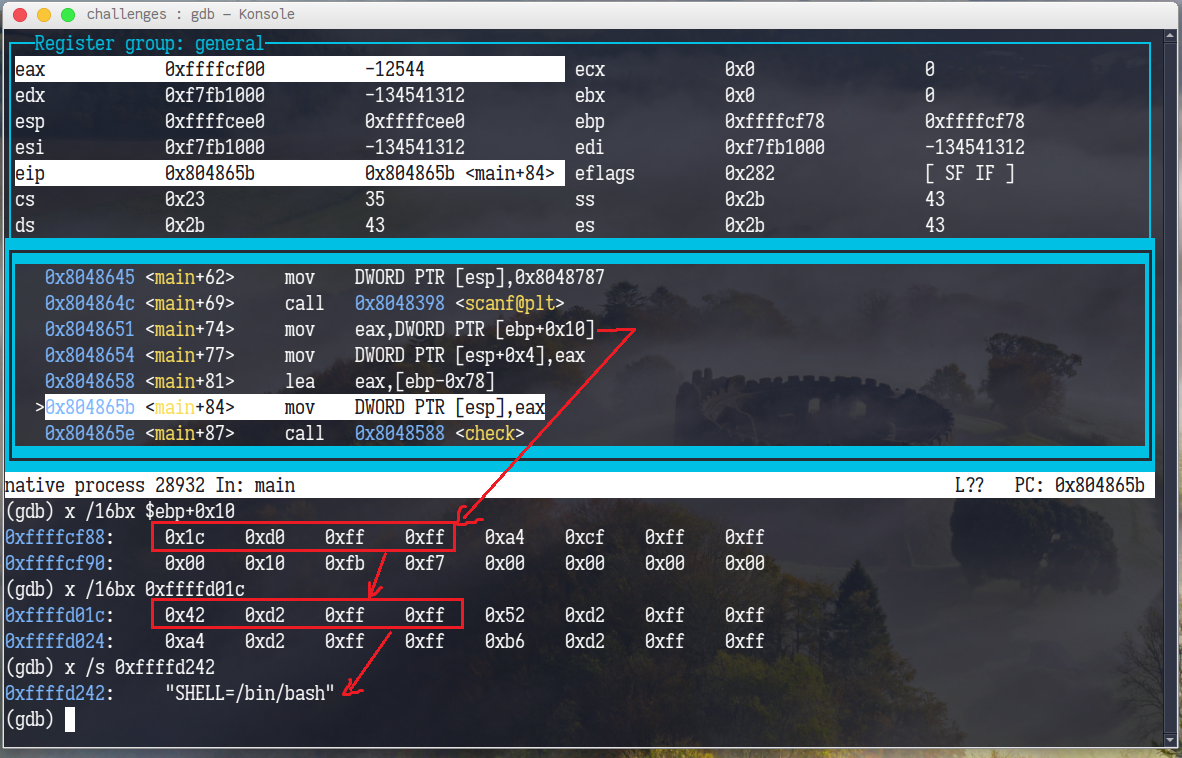 challenges : gdb – Konsole
Register group: general
eax 0xffffcf00 -12544 ecx 0x0 0
edx 0xf7fb1000 -134541312 ebx 0x0 0
esp 0xffffcee0 0xffffcee0 ebp 0xffffcf78 0xffffcf78
esi 0xf7fb1000 -134541312 edi 0xf7fb1000 -134541312
eip 0x804865b 0x804865b <main+84> eflags 0x282 [ SF IF ]
cs 0x23 35 ss 0x2b 43
ds 0x2b 43 es 0x2b 43
0x8048645 <main+62> mov DWORD PTR [esp],0x8048787
0x804864c <main+69> call 0x8048398 <scanf@plt>
0x8048651 <main+74> mov eax,DWORD PTR [ebp+0x10]
0x8048654 <main+77> mov DWORD PTR [esp+0x4],eax
0x8048658 <main+81> lea eax,[ebp-0x78]
>0x804865b <main+84> mov DWORD PTR [esp],eax
0x804865e <main+87> call 0x8048588 <check>
native process 28932 In: main L?? PC: 0x804865b
(gdb) x /16bx $ebp+0x10
0xffffcf88: 0x1c 0xd0 0xff 0xff 0xa4 0xcf 0xff 0xff
0xffffcf90: 0x00 0x10 0xfb 0xf7 0x00 0x00 0x00 0x00
(gdb) x /16bx 0xffffd01c
0xffffd01c: 0x42 0xd2 0xff 0xff 0x52 0xd2 0xff 0xff
0xffffd024: 0xa4 0xd2 0xff 0xff 0xb6 0xd2 0xff 0xff
(gdb) x /s 0xffffd242
0xffffd242: "SHELL=/bin/bash"
(gdb)